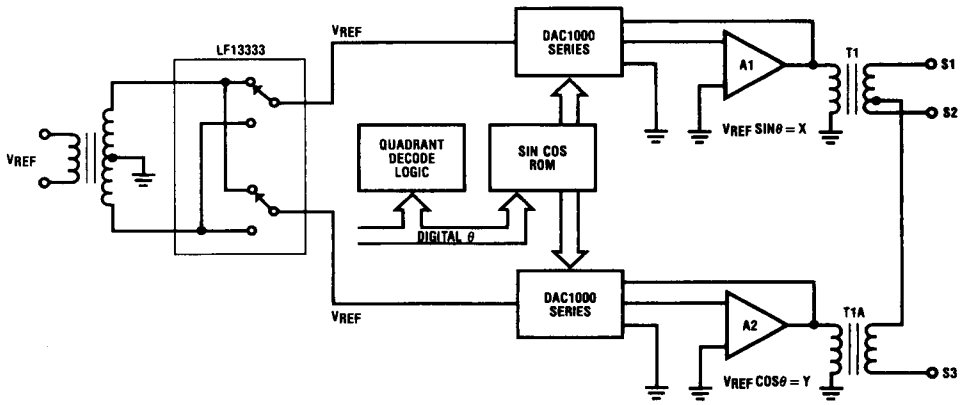 LF13333
VREF
VREF
DAC1000
SERIES
A1
T1
S1
S2
VREF SINθ = X
QUADRANT
DECODE
LOGIC
SIN COS
ROM
DIGITAL θ
VREF
DAC1000
SERIES
A2
T1A
S3
VREF COSθ = Y